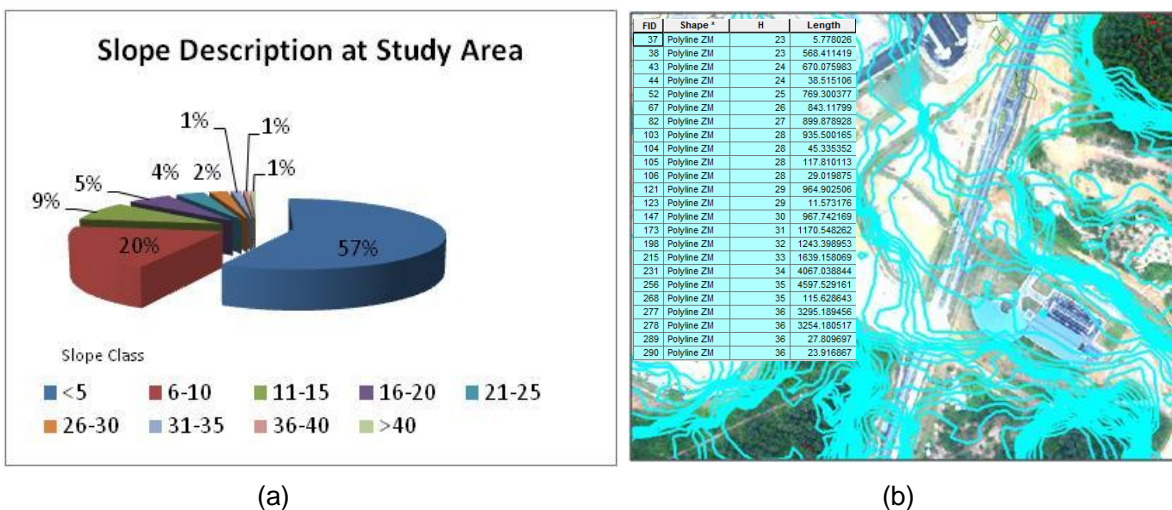 Slope Description at Study Area
1%
1%
4%
2%
1%
5%
9%
20%
57%
Slope Class
<5 6-10 11-15 16-20 21-25
26-30 31-35 36-40 >40
(a)
FID Shape * H Length
37 Polyline ZM 23 5.778026
38 Polyline ZM 23 568.411419
43 Polyline ZM 24 670.075983
44 Polyline ZM 24 38.515106
52 Polyline ZM 25 769.300377
67 Polyline ZM 26 843.11799
82 Polyline ZM 27 899.878928
103 Polyline ZM 28 935.500165
104 Polyline ZM 28 45.335352
105 Polyline ZM 28 117.810113
106 Polyline ZM 28 29.019875
121 Polyline ZM 29 964.902506
123 Polyline ZM 29 11.573176
147 Polyline ZM 30 967.742169
173 Polyline ZM 31 1170.548262
198 Polyline ZM 32 1243.398953
215 Polyline ZM 33 1639.158069
231 Polyline ZM 34 4067.038844
256 Polyline ZM 35 4597.529161
268 Polyline ZM 35 115.628643
277 Polyline ZM 36 3295.189456
278 Polyline ZM 36 3254.180517
289 Polyline ZM 36 27.809697
290 Polyline ZM 36 23.916867
(b)